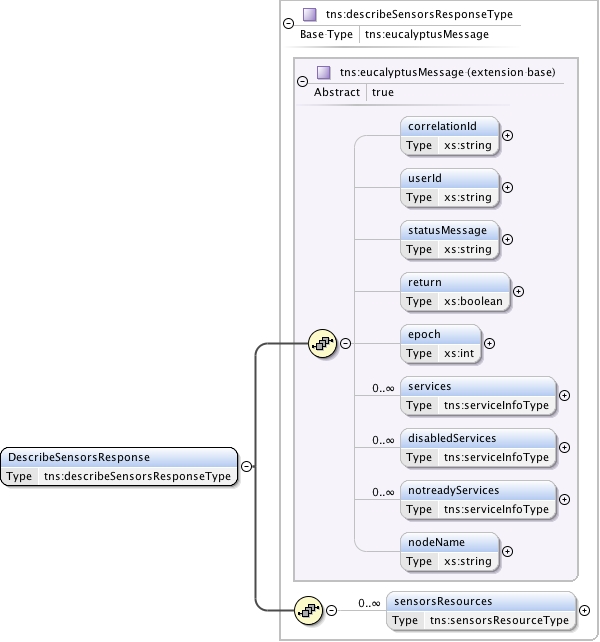 tns:describeSensorsResponseType
Base Type tns:eucalyptusMessage
tns:eucalyptusMessage (extension base)
Abstract true
correlationId
Type xs:string
userId
Type xs:string
statusMessage
Type xs:string
return
Type xs:boolean
epoch
Type xs:int
0..∞ services
Type tns:serviceInfoType
0..∞ disabledServices
Type tns:serviceInfoType
DescribeSensorsResponse
Type tns:describeSensorsResponseType
0..∞ notreadyServices
Type tns:serviceInfoType
nodeName
Type xs:string
0..∞ sensorsResources
Type tns:sensorsResourceType